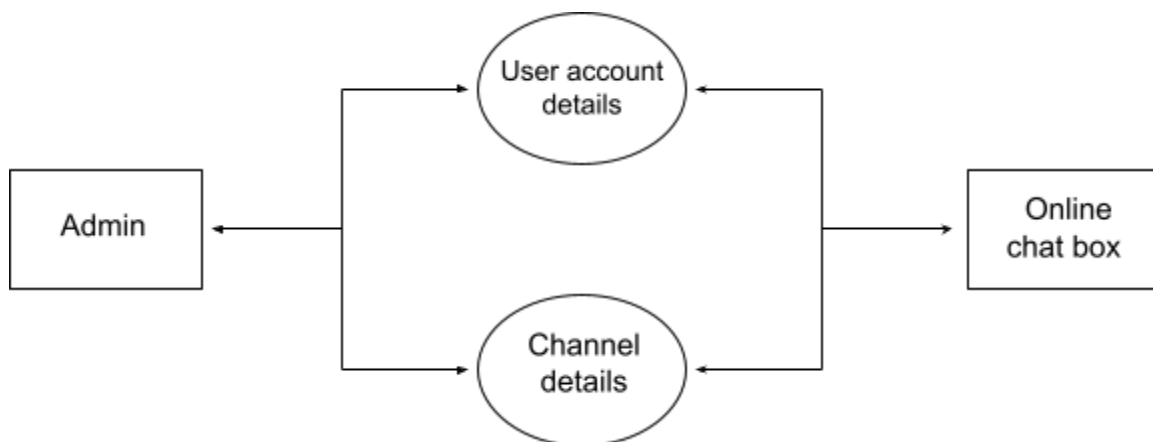 User account
details
Admin
Online
chat box
Channel
details